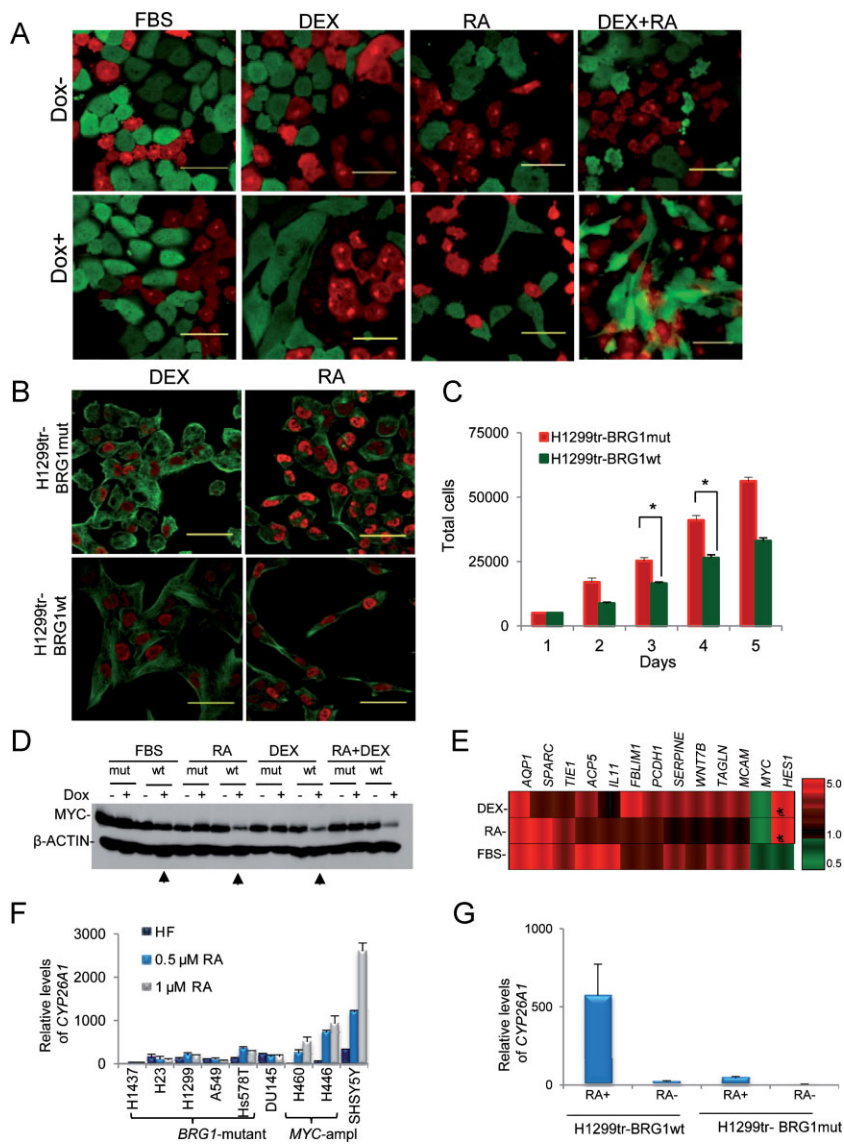 A
FBS DEX RA DEX+RA
Dox-
Dox+
B
DEX RA
H1299tr-
BRG1mut
H1299tr-
BRG1wt
C
H1299tr-BRG1mut
H1299tr-BRG1wt
Total cells
75000
50000
25000
0
* *
1 2 3 4 5
Days
D
FBS RA DEX RA+DEX
mut wt mut wt mut wt mut wt
Dox
- + - + - + - + - + - + - + - +
MYC-
β-ACTIN-
E
AQP1 SPARC TIE1 ACP5 IL11 FBLIM1 PCDH1 SERPINE WNT7B TAGLN MCAM MYC HES1
DEX-
RA-
FBS-
* *
5.0
1.0
0.5
F
HF
0.5 µM RA
1 µM RA
Relative levels
of CYP26A1
3000
2000
1000
0
H1437 H23 H1299 A549 Hs578T DU145 H460 H446 SHSY5Y
BRG1-mutant MYC-ampl
G
Relative levels
of CYP26A1
1000
500
0
RA+ RA- RA+ RA-
H1299tr-BRG1wt H1299tr- BRG1mut